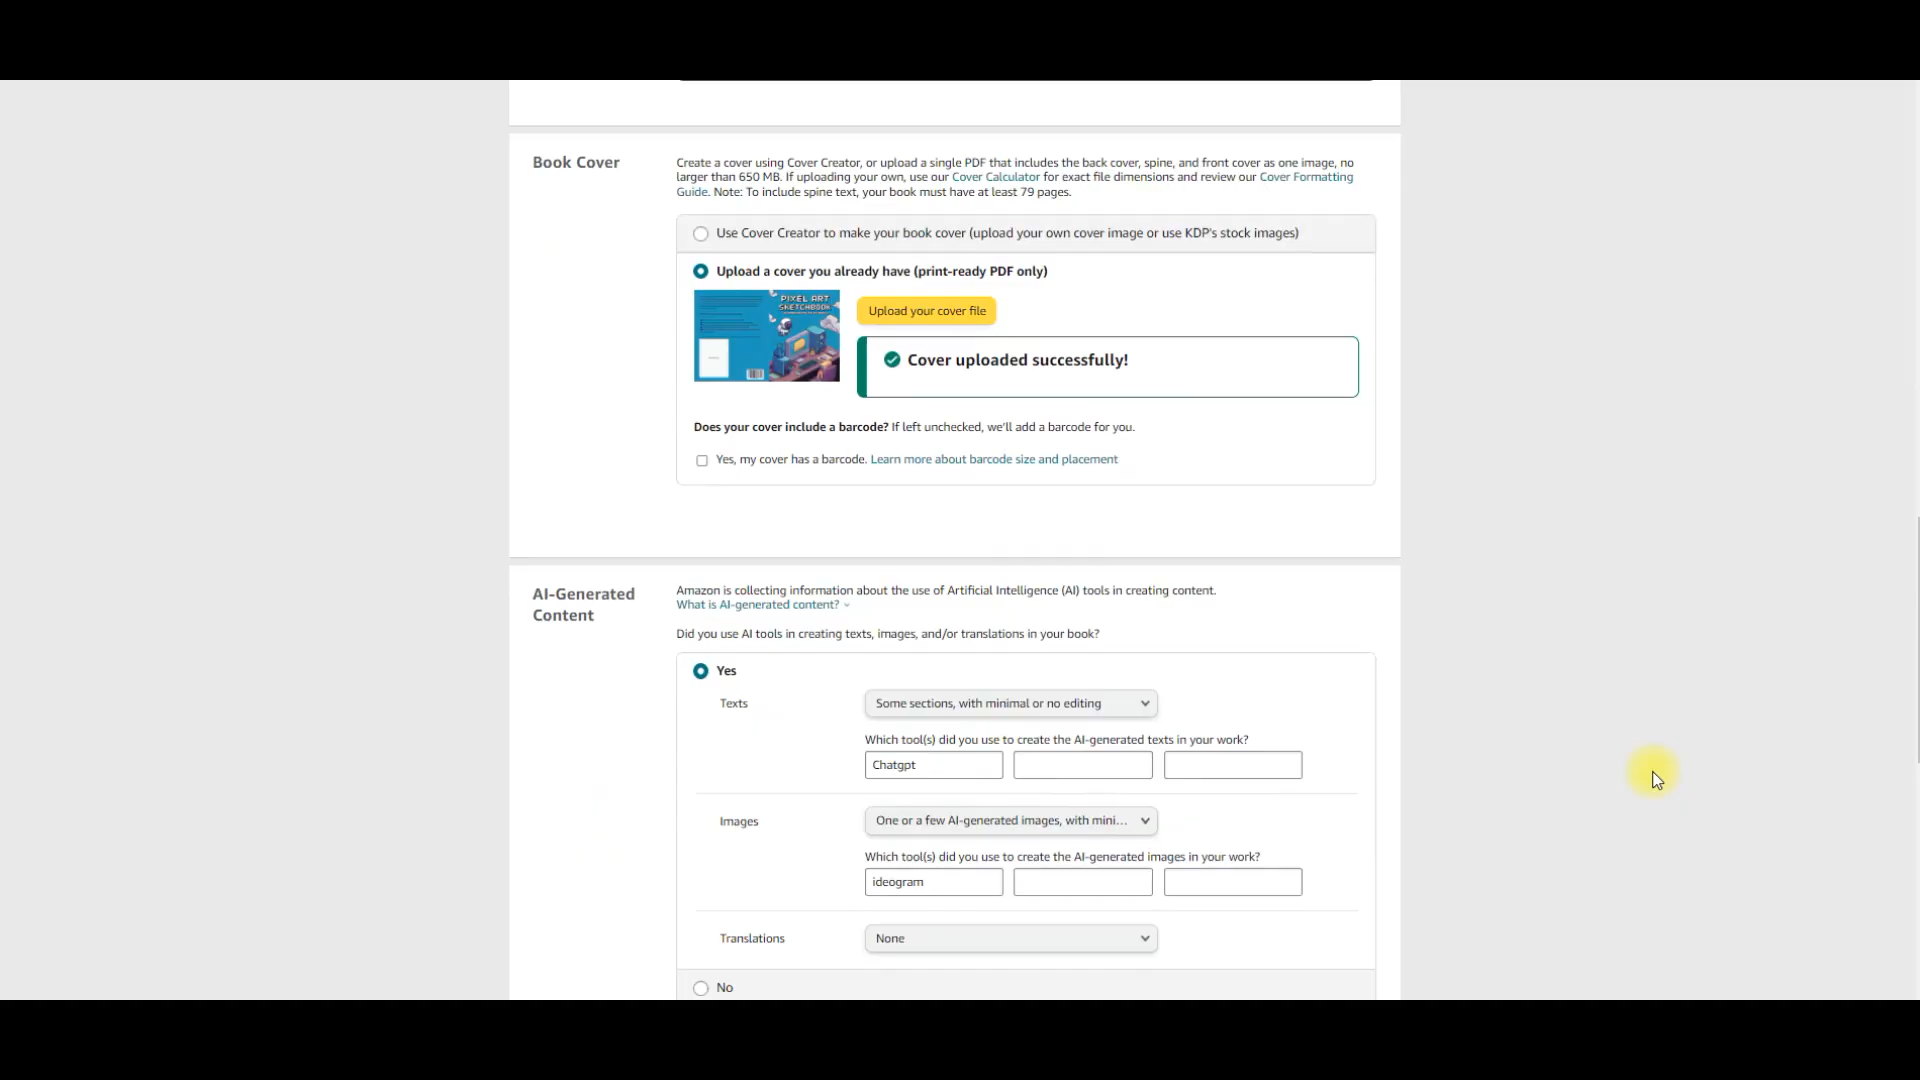 Book Cover
Create a cover using Cover Creator, or upload a single PDF that includes the back cover, spine, and front cover as one image, no
larger than 650 MB. If uploading your own, use our Cover Calculator for exact file dimensions and review our Cover Formatting
Guide. Note: To include spine text, your book must have at least 79 pages.
Use Cover Creator to make your book cover (upload your own cover image or use KDP's stock images)
Upload a cover you already have (print-ready PDF only)
PIXEL ART
SKETCHBOOK
Upload your cover file
Cover uploaded successfully!
Does your cover include a barcode? If left unchecked, we'll add a barcode for you.
Yes, my cover has a barcode. Learn more about barcode size and placement
AI-Generated
Content
Amazon is collecting information about the use of Artificial Intelligence (AI) tools in creating content.
What is AI-generated content?
Did you use AI tools in creating texts, images, and/or translations in your book?
Yes
Texts
Some sections, with minimal or no editing
Which tool(s) did you use to create the AI-generated texts in your work?
Chatgpt
Images
One or a few AI-generated images, with mini...
Which tool(s) did you use to create the AI-generated images in your work?
ideogram
Translations
None
No